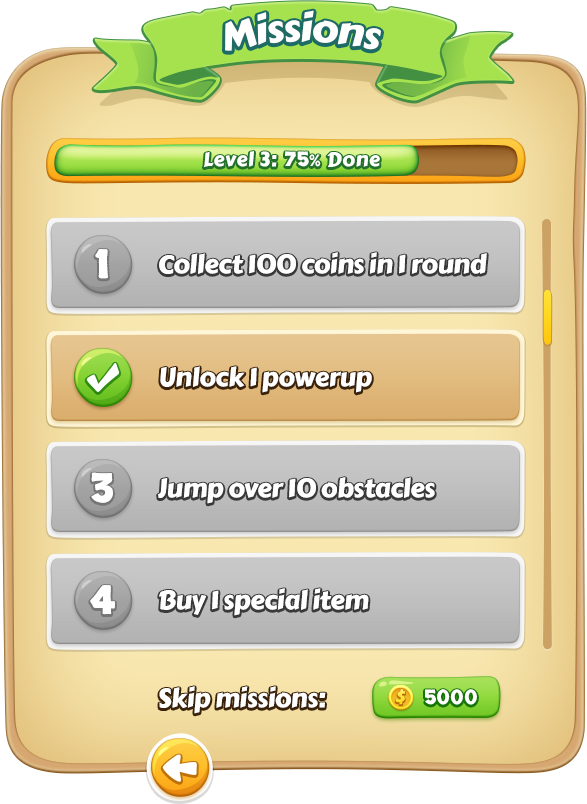 Missions
Level 3: 75% Done
1 Collect 100 coins in 1 round
Unlock 1 powerup
3 Jump over 10 obstacles
4 Buy 1 special item
Skip missions: $ 5000